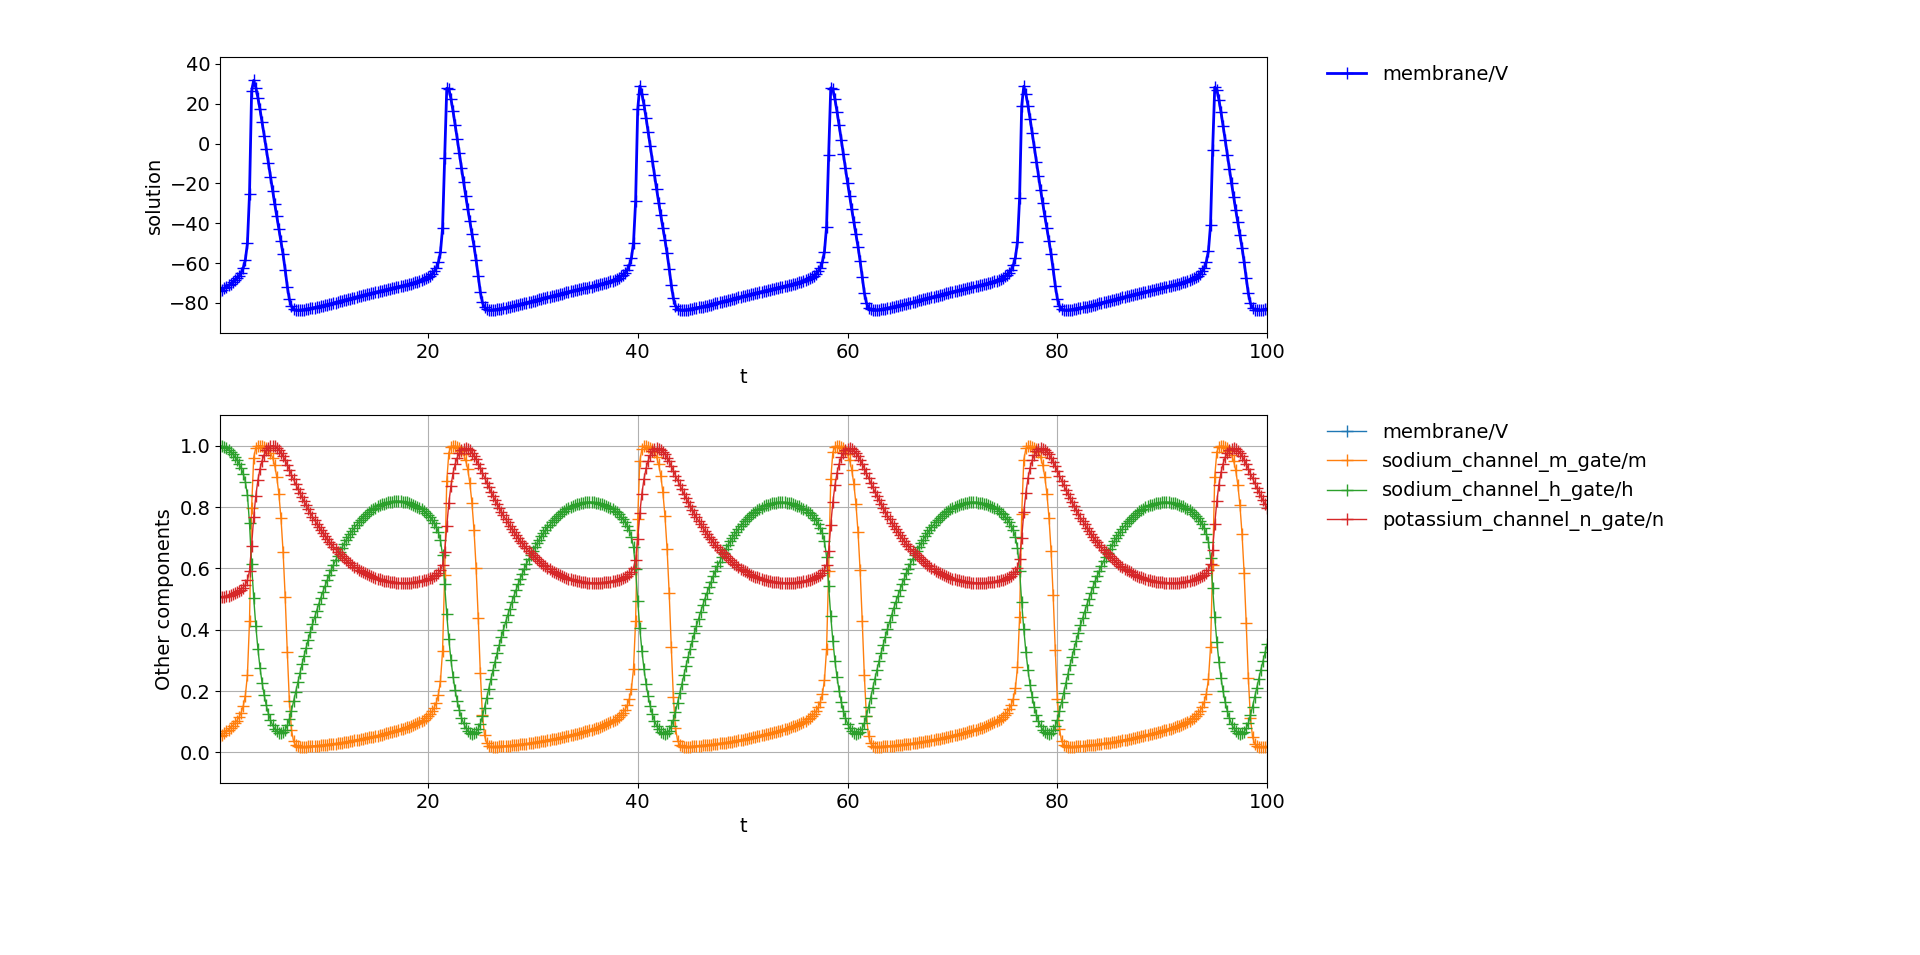 40
20
0
−20
−40
−60
−80
solution
20 40 60 80 100
t
membrane/V
1.0
0.8
0.6
0.4
0.2
0.0
Other components
20 40 60 80 100
t
membrane/V
sodium_channel_m_gate/m
sodium_channel_h_gate/h
potassium_channel_n_gate/n